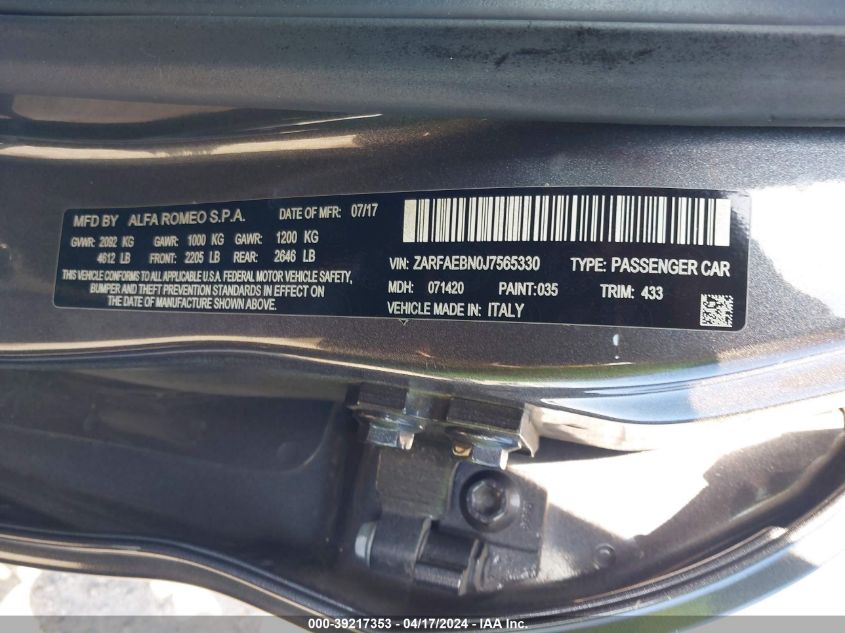 MFD BY ALFA ROMEO S.P.A. DATE OF MFR: 07/17
GVWR: 2092 KG GAWR: 1000 KG GAWR: 1200 KG
4612 LB FRONT: 2205 LB REAR: 2646 LB
THIS VEHICLE CONFORMS TO ALL APPLICABLE U.S.A. FEDERAL MOTOR VEHICLE SAFETY,
BUMPER AND THEFT PREVENTION STANDARDS IN EFFECT ON
THE DATE OF MANUFACTURE SHOWN ABOVE.
VIN: ZARFAEBN0J7565330 TYPE: PASSENGER CAR
MDH: 071420 PAINT: 035 TRIM: 433
VEHICLE MADE IN: ITALY
000-39217353 - 04/17/2024 - IAAI.COM